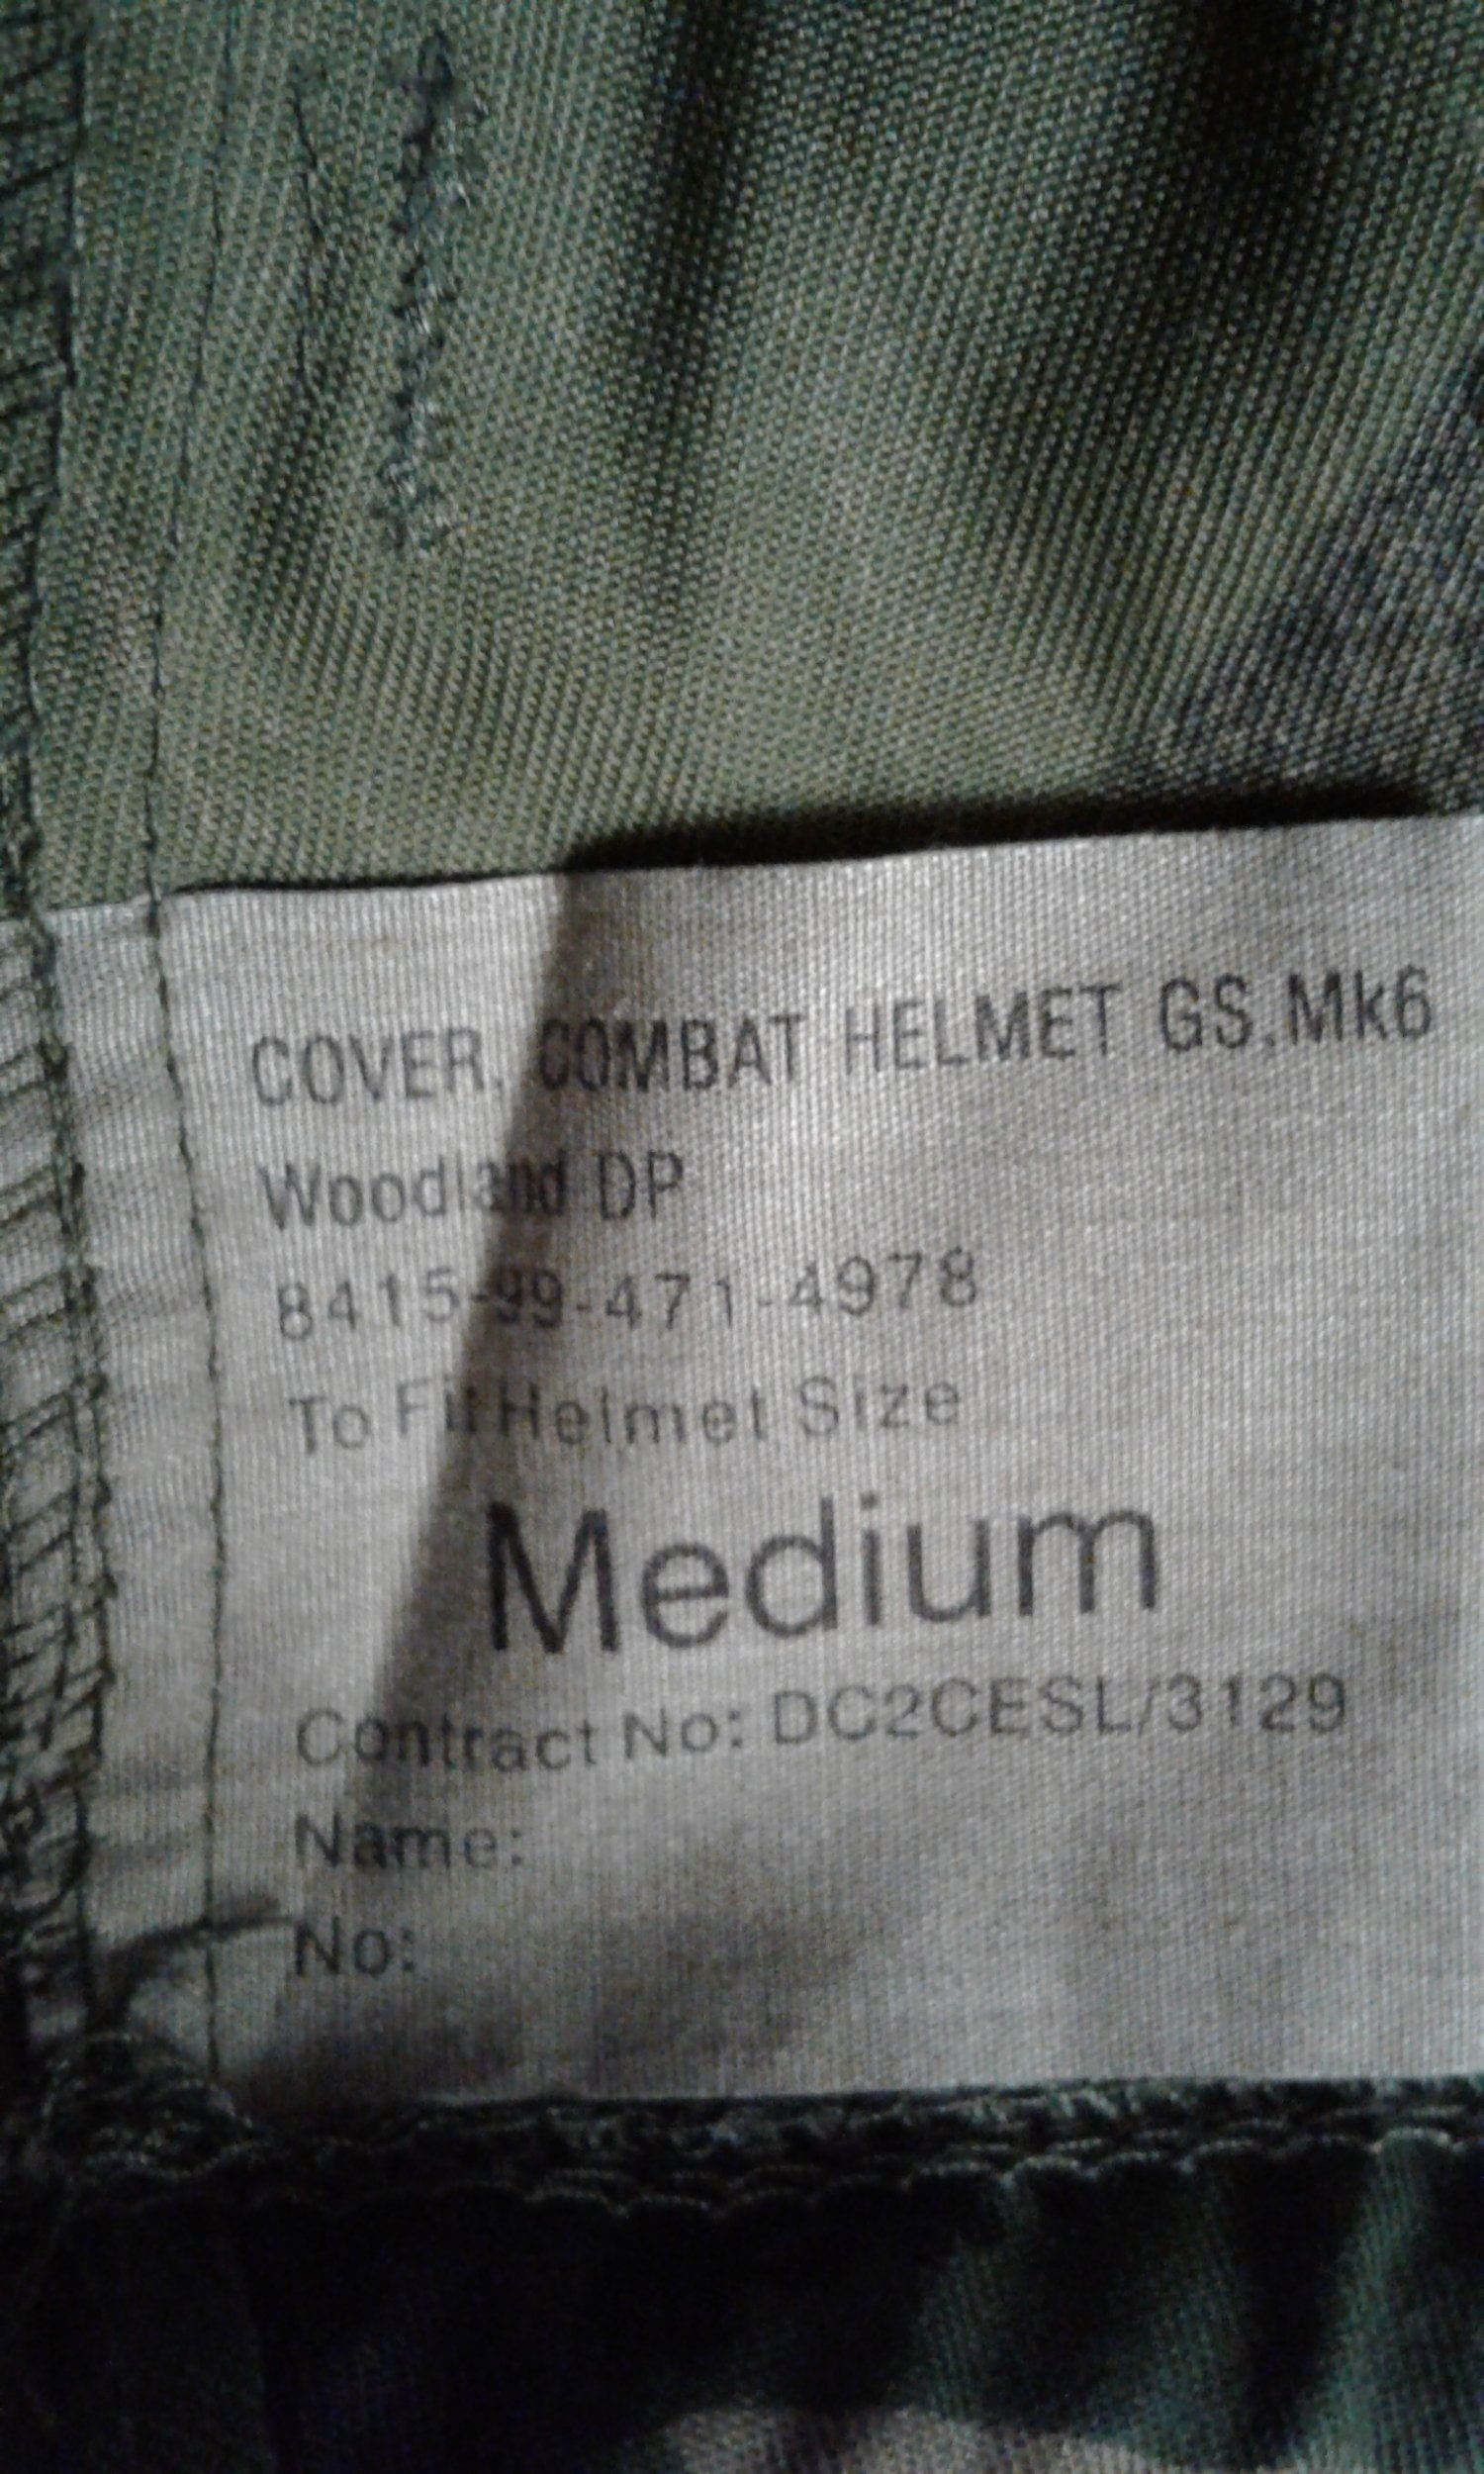 COVER, COMBAT HELMET GS.Mk6
Woodland DP
8415-99-471-4978
To Fit Helmet Size
Medium
Contract No: DC2CESL/3129
Name:
No: